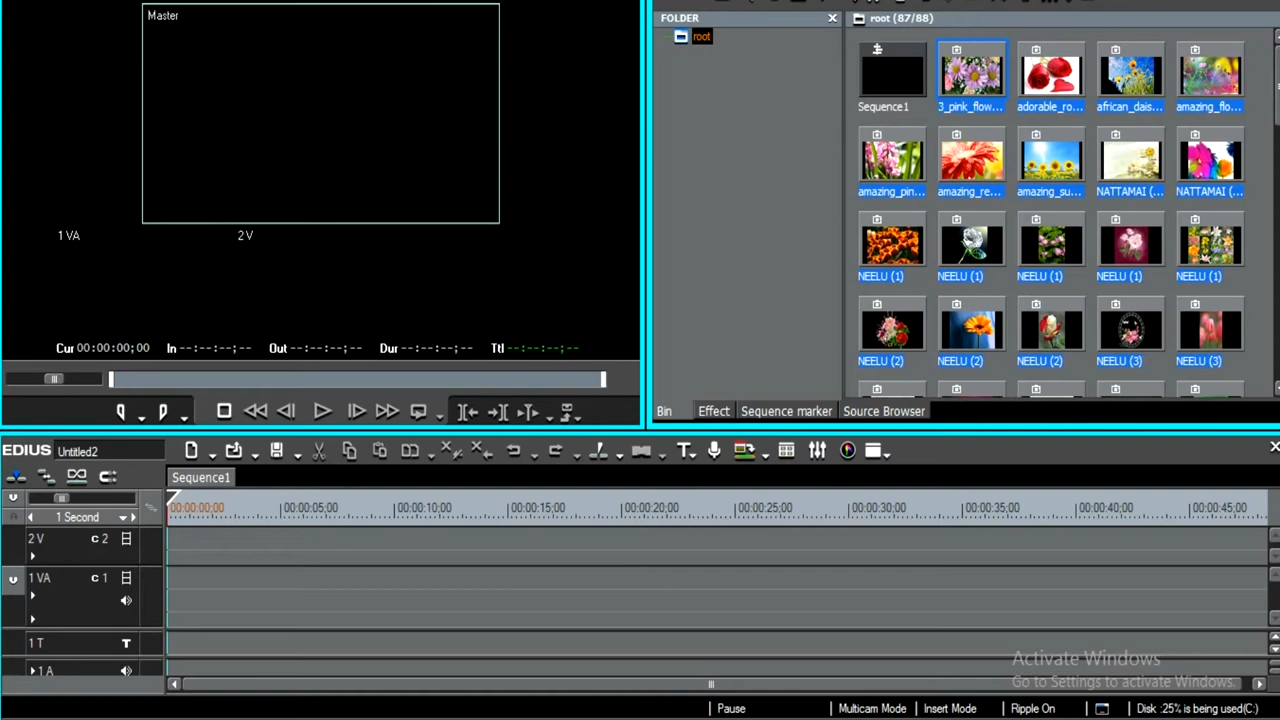 Master
1 VA
2 V
Cur 00:00:00;00 In --:--:--;-- Out --:--:--;-- Dur --:--:--;-- Ttl --:--:--;--
FOLDER
root
root (87/88)
Sequence1 3_pink_flow... adorable_ro... african_dais... amazing_flo...
amazing_pin... amazing_re... amazing_su... NATTAMAI (... NATTAMAI (...
NEELU (1) NEELU (1) NEELU (1) NEELU (1) NEELU (1)
NEELU (2) NEELU (2) NEELU (2) NEELU (3) NEELU (3)
Bin Effect Sequence marker Source Browser
EDIUS Untitled2
Sequence1
1 Second
00:00:00;00 00:00:05;00 00:00:10;00 00:00:15;00 00:00:20;00 00:00:25;00 00:00:30;00 00:00:35;00 00:00:40;00 00:00:45;00
2 V C 2
1 VA C 1
1 T T
1 A
Activate Windows
Go to Settings to activate Windows.
Pause Multicam Mode Insert Mode Ripple On Disk :25% is being used(C:)